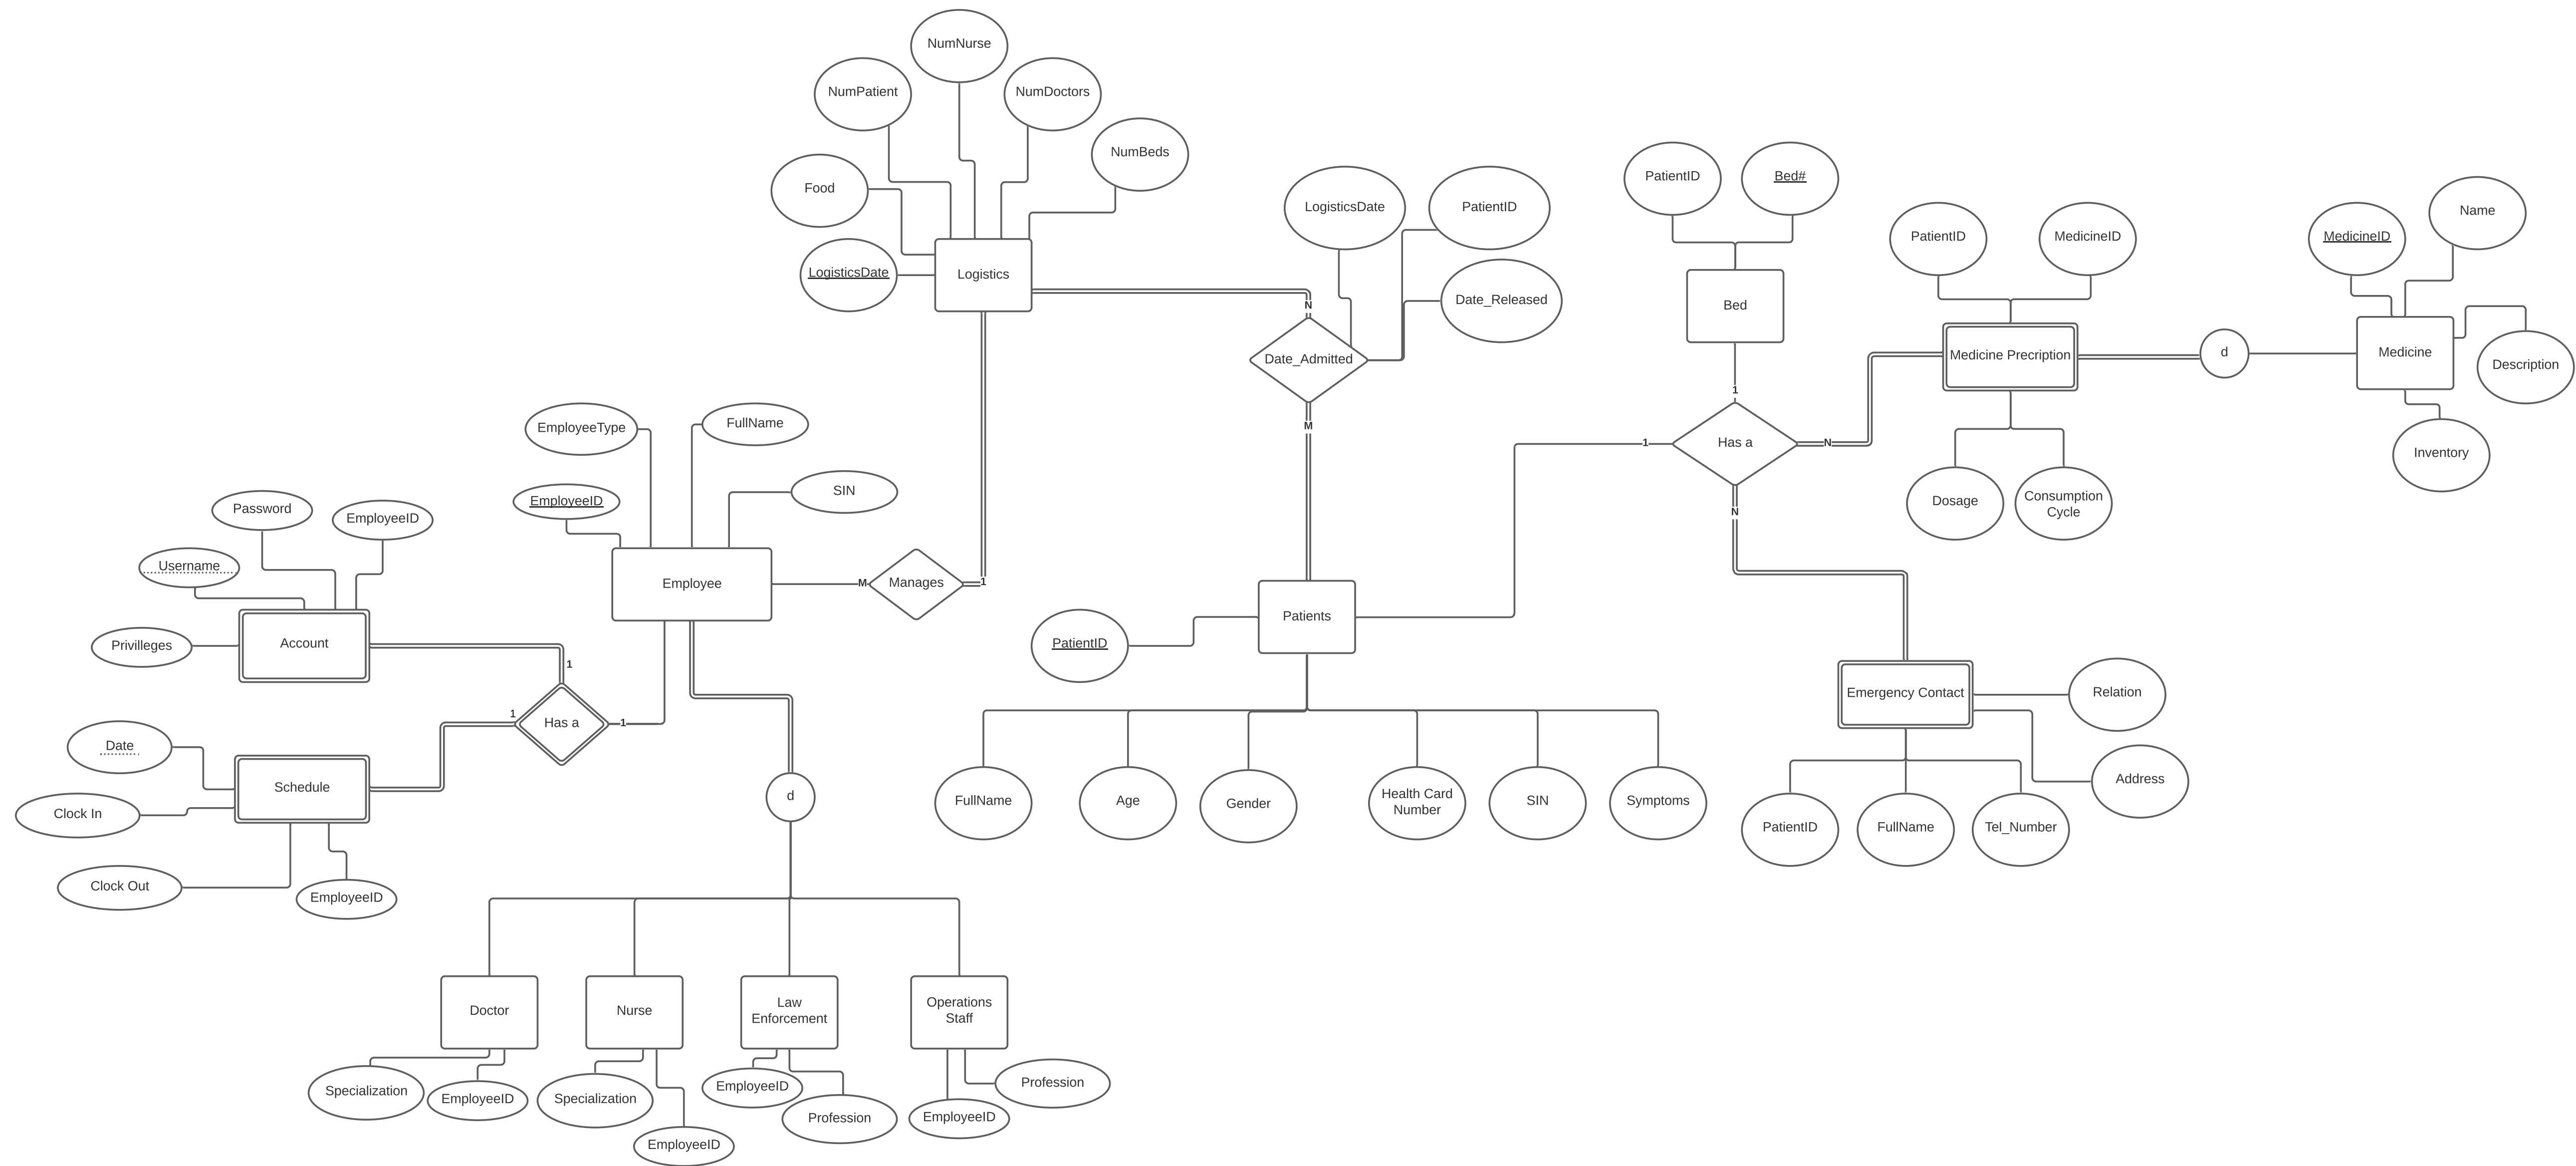 NumNurse
NumPatient
NumDoctors
NumBeds
Food
LogisticsDate
Logistics
LogisticsDate
PatientID
Date_Released
N
Date_Admitted
M
PatientID
Bed#
Bed
1
PatientID
MedicineID
Medicine Precription
Dosage
Consumption
Cycle
d
MedicineID
Name
Medicine
Description
Inventory
1
Has a
N
N
EmployeeType
FullName
EmployeeID
SIN
Employee
M
Manages
1
Password
EmployeeID
Username
Privilleges
Account
1
Date
Schedule
Clock In
Clock Out
EmployeeID
1
Has a
1
d
PatientID
Patients
FullName
Age
Gender
Health Card
Number
SIN
Symptoms
Emergency Contact
Relation
Address
PatientID
FullName
Tel_Number
Doctor
Nurse
Law
Enforcement
Operations
Staff
Specialization
EmployeeID
Specialization
EmployeeID
EmployeeID
Profession
EmployeeID
Profession